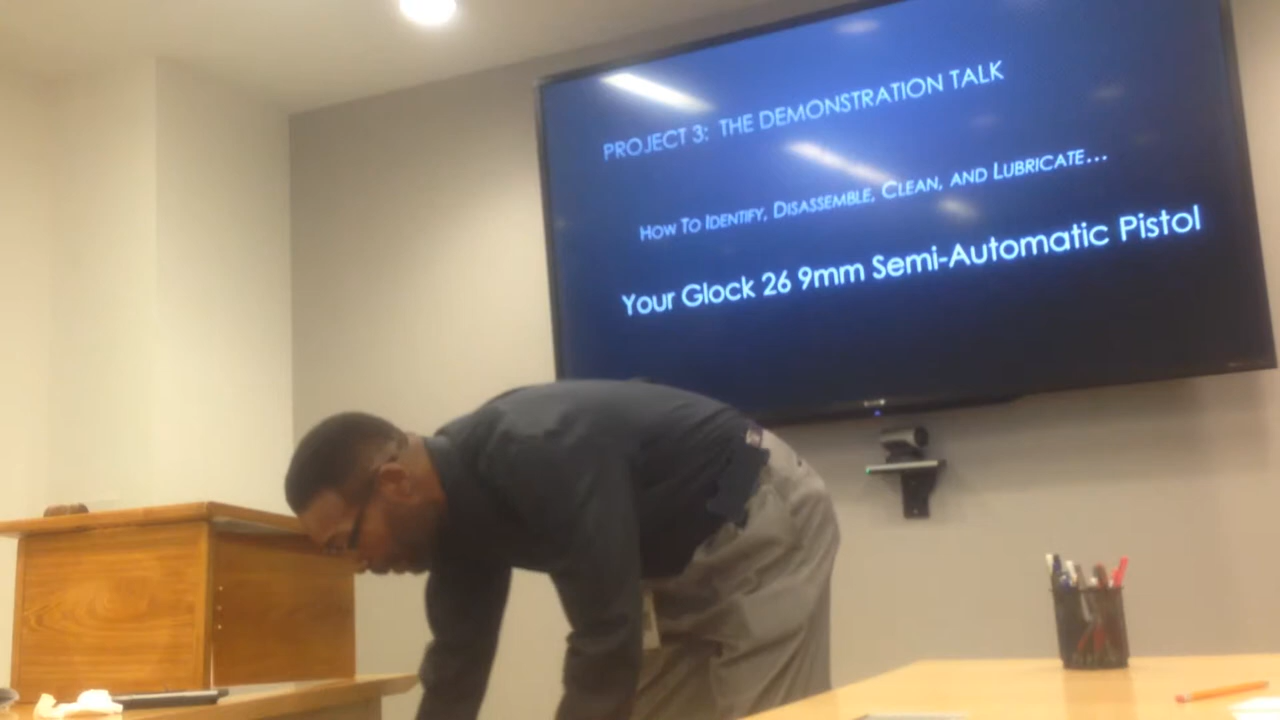 PROJECT 3: THE DEMONSTRATION TALK
HOW TO IDENTIFY, DISASSEMBLE, CLEAN, AND LUBRICATE...
Your Glock 26 9mm Semi-Automatic Pistol